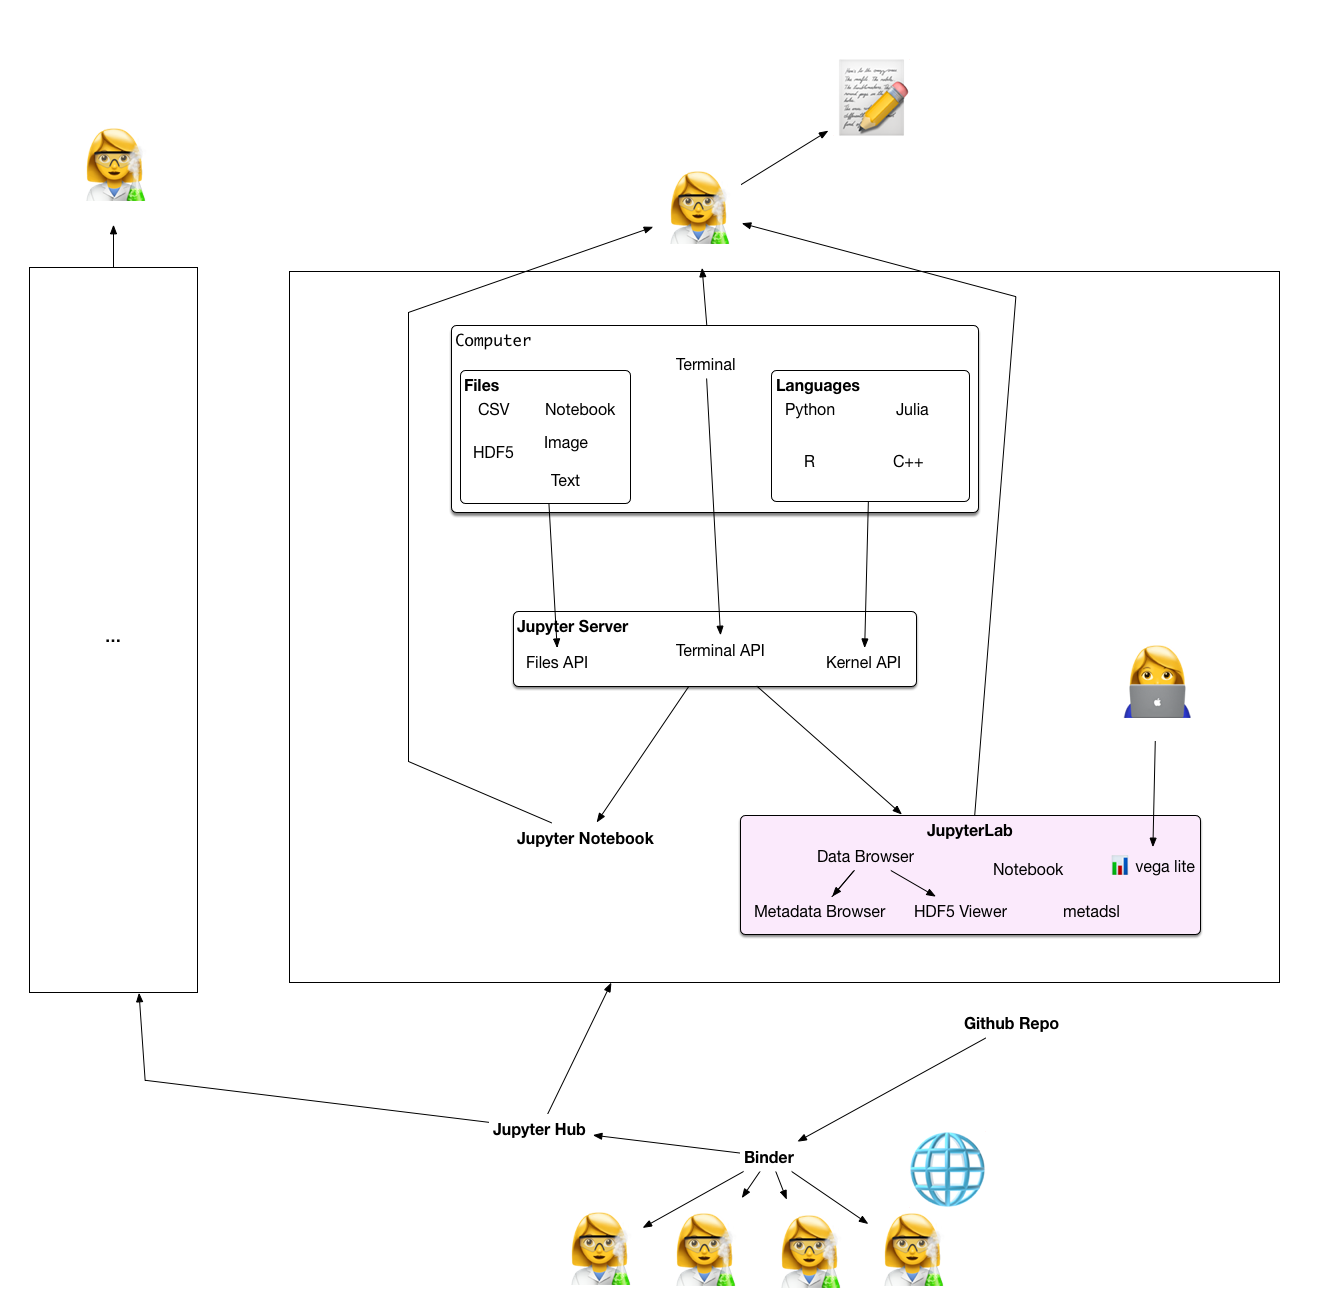 Computer
Terminal
Files
CSV
Notebook
HDF5
Image
Text
Languages
Python
Julia
R
C++
...
Jupyter Server
Files API
Terminal API
Kernel API
Jupyter Notebook
JupyterLab
Data Browser
Notebook
vega lite
Metadata Browser
HDF5 Viewer
metadsl
Github Repo
Jupyter Hub
Binder